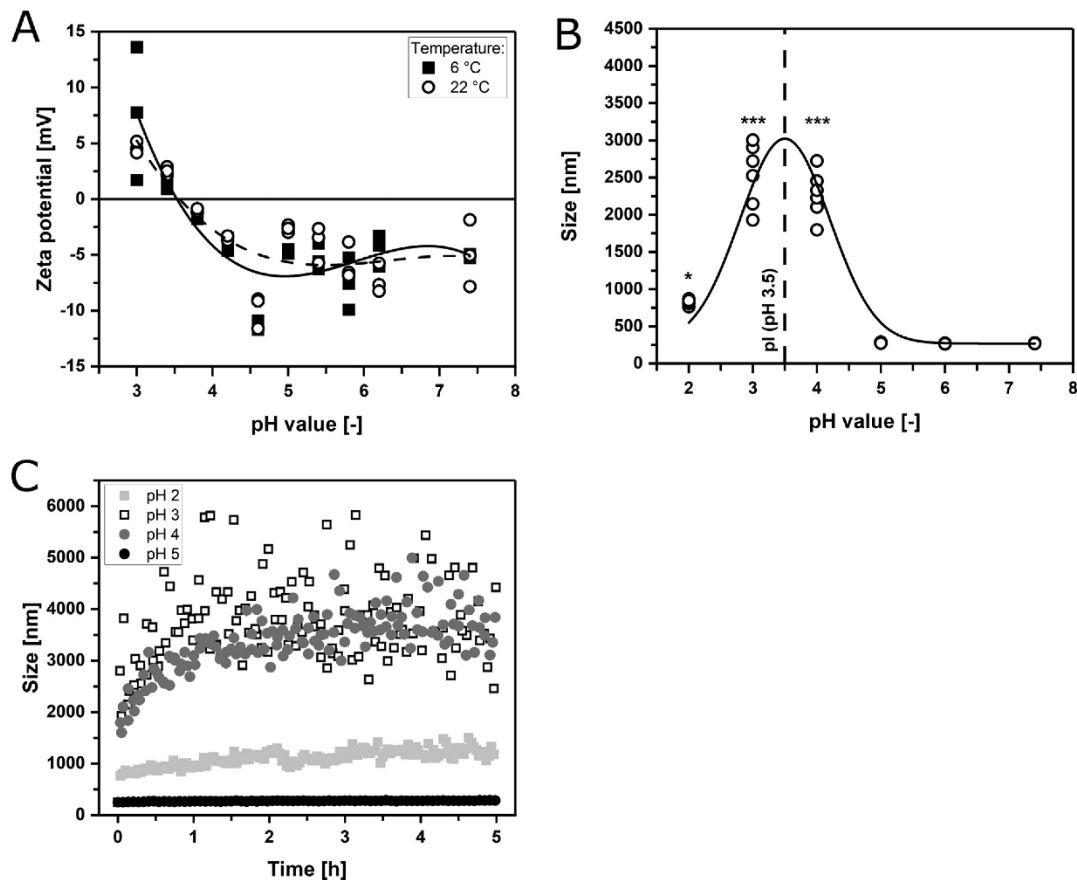 A
Zeta potential [mV]
15
10
5
0
-5
-10
-15
Temperature:
6 °C
22 °C
3 4 5 6 7 8
pH value [-]
B
Size [nm]
4500
4000
3500
3000
2500
2000
1500
1000
500
0
*
***
***
pI (pH 3.5)
2 3 4 5 6 7 8
pH value [-]
C
Size [nm]
6000
5000
4000
3000
2000
1000
0
pH 2
pH 3
pH 4
pH 5
0 1 2 3 4 5
Time [h]